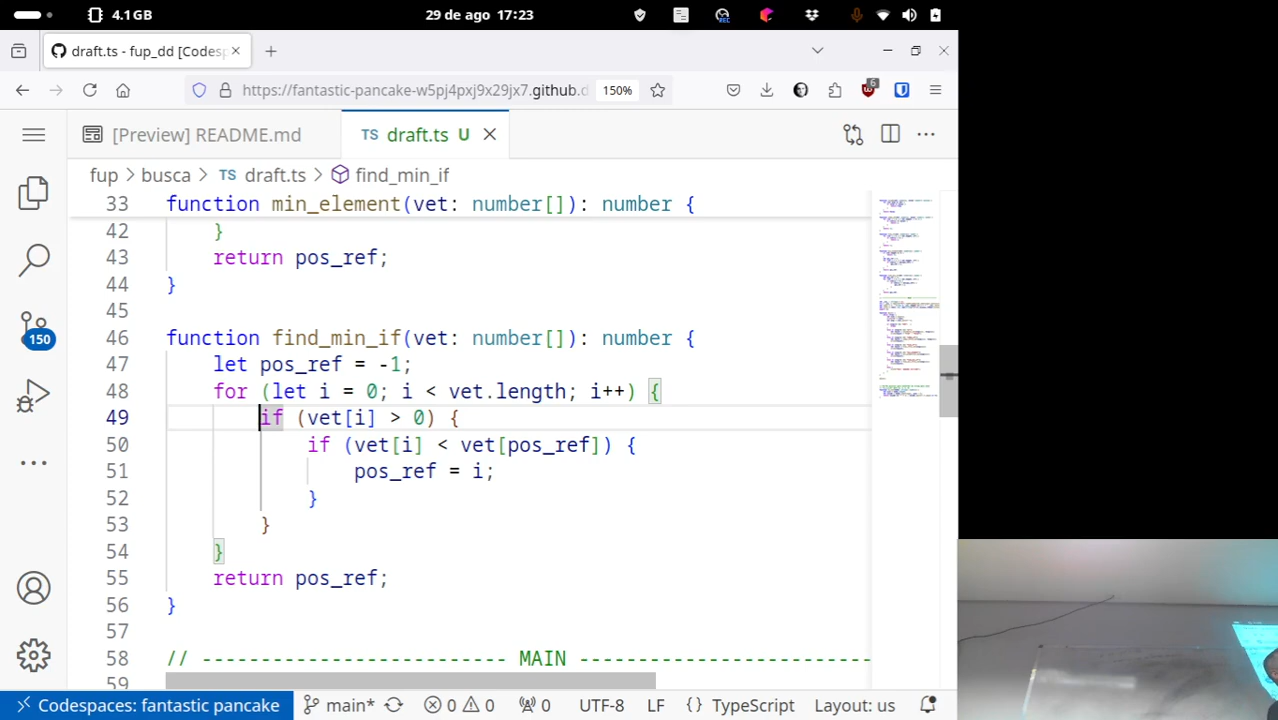 4.1GB
29 de ago 17:23
REC
draft.ts - fup_dd [Codesp
https://fantastic-pancake-w5pj4pxj9x29jx7.github.d
150%
6
[Preview] README.md
TS draft.ts U
fup > busca > TS draft.ts > find_min_if
33 function min_element(vet: number[]): number {
42 }
43 return pos_ref;
44 }
45
46 function find_min_if(vet: number[]): number {
47 let pos_ref = -1;
48 for (let i = 0; i < vet.length; i++) {
49 if (vet[i] > 0) {
50 if (vet[i] < vet[pos_ref]) {
51 pos_ref = i;
52 }
53 }
54 }
55 return pos_ref;
56 }
57
58 // -------------------------- MAIN -------------------------
59
150
Codespaces: fantastic pancake
main*
0 0
0
UTF-8
LF
{} TypeScript
Layout: us